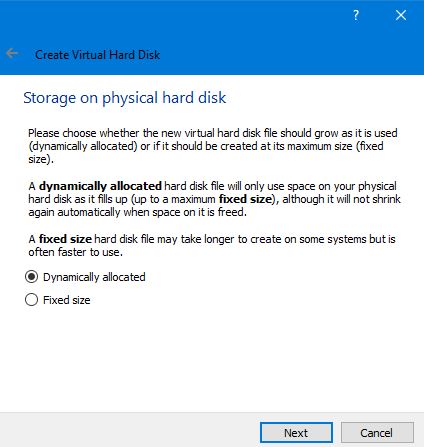 ?
Create Virtual Hard Disk
Storage on physical hard disk
Please choose whether the new virtual hard disk file should grow as it is used
(dynamically allocated) or if it should be created at its maximum size (fixed
size).
A dynamically allocated hard disk file will only use space on your physical
hard disk as it fills up (up to a maximum fixed size), although it will not shrink
again automatically when space on it is freed.
A fixed size hard disk file may take longer to create on some systems but is
often faster to use.
Dynamically allocated
Fixed size
Next Cancel